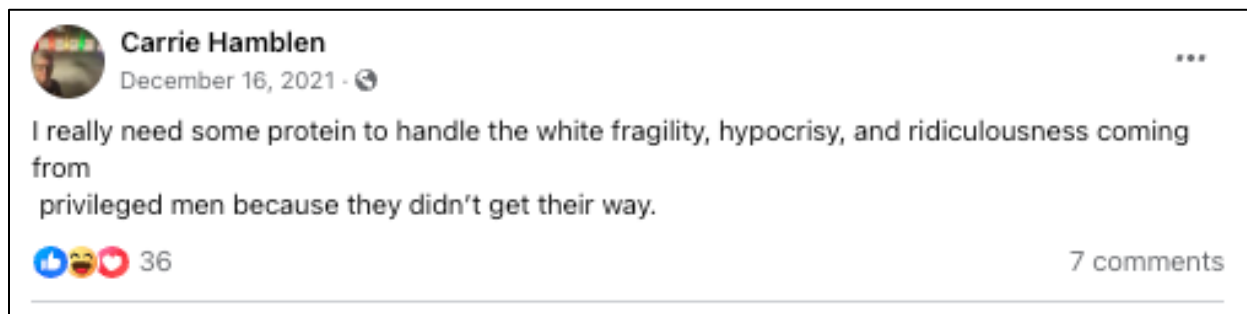 Carrie Hamblen
December 16, 2021 ·
I really need some protein to handle the white fragility, hypocrisy, and ridiculousness coming
from
privileged men because they didn’t get their way.
36
7 comments